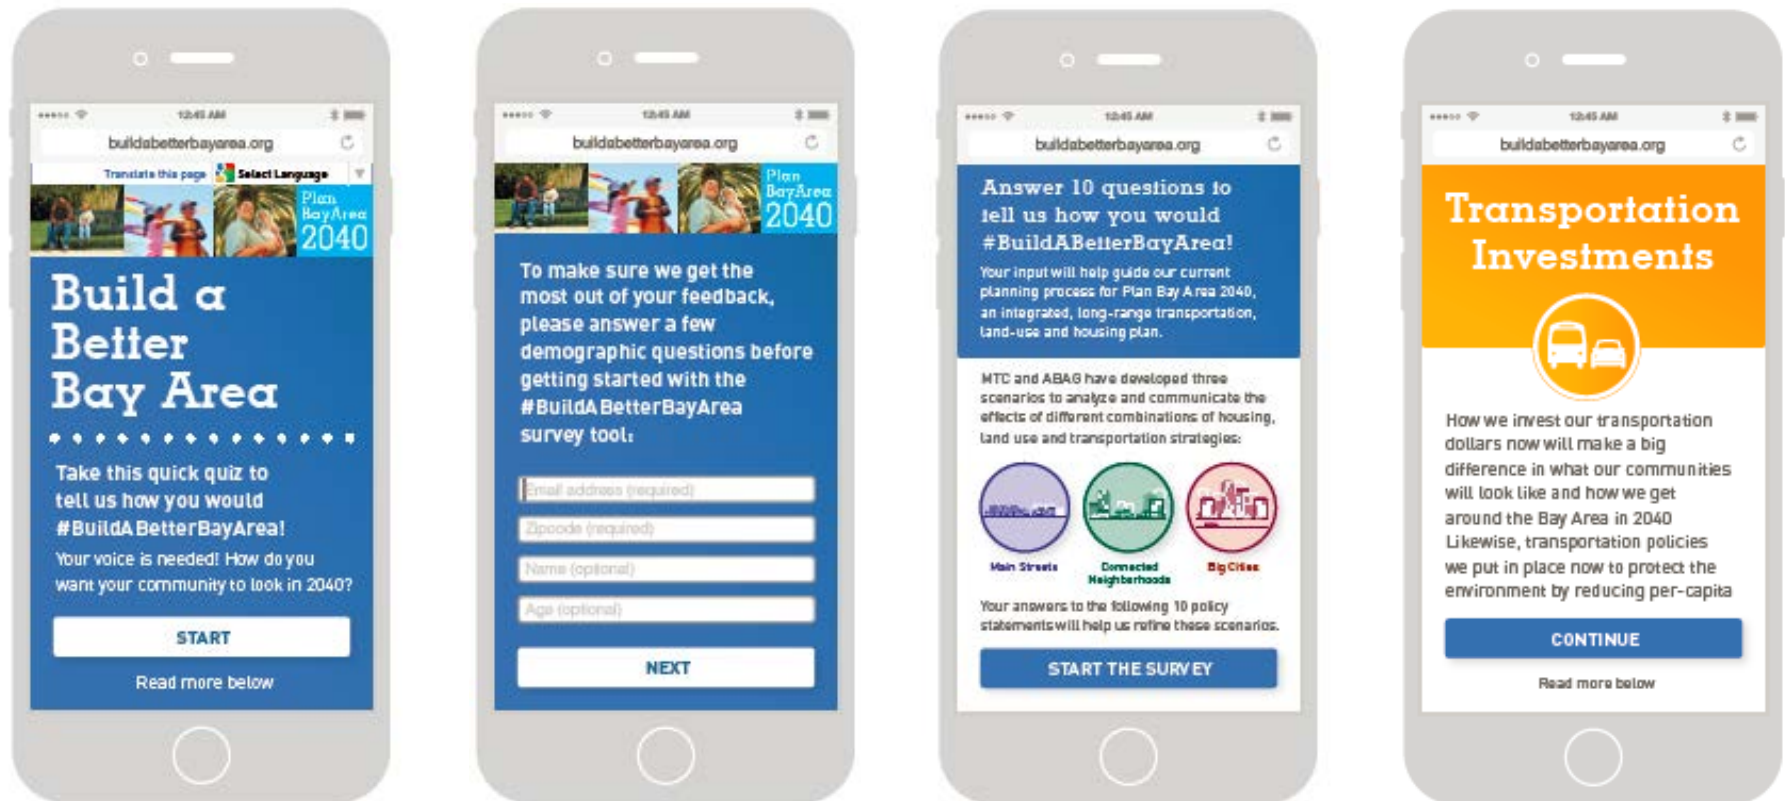 12:45 AM
buildabetterbayarea.org
Translate this page Select Language
Plan
BayArea
2040
Build a
Better
Bay Area
Take this quick quiz to
tell us how you would
#BuildABetterBayArea!
Your voice is needed! How do you
want your community to look in 2040?
START
Read more below
12:45 AM
buildabetterbayarea.org
Plan
BayArea
2040
To make sure we get the
most out of your feedback,
please answer a few
demographic questions before
getting started with the
#BuildABetterBayArea
survey tool:
Email address (required)
Zipcode (required)
Name (optional)
Age (optional)
NEXT
12:45 AM
buildabetterbayarea.org
Answer 10 questions to
tell us how you would
#BuildABetterBayArea!
Your input will help guide our current
planning process for Plan Bay Area 2040,
an integrated, long-range transportation,
land-use and housing plan.
MTC and ABAG have developed three
scenarios to analyze and communicate the
effects of different combinations of housing,
land use and transportation strategies:
Main Streets
Connected
Neighborhoods
Big Cities
Your answers to the following 10 policy
statements will help us refine these scenarios.
START THE SURVEY
12:45 AM
buildabetterbayarea.org
Transportation
Investments
How we invest our transportation
dollars now will make a big
difference in what our communities
will look like and how we get
around the Bay Area in 2040
Likewise, transportation policies
we put in place now to protect the
environment by reducing per-capita
CONTINUE
Read more below